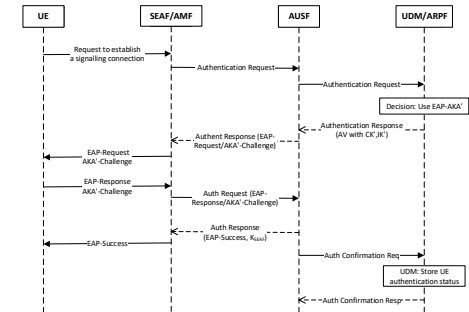 UE
SEAF/AMF
AUSF
UDM/ARPF
Request to establish
a signalling connection
Authentication Request
Authentication Request
Decision: Use EAP-AKA'
Authentication Response
(AV with CK',IK')
Authent Response (EAP-
Request/AKA'-Challenge)
EAP-Request
AKA'-Challenge
EAP-Response
AKA'-Challenge
Auth Request (EAP-
Response/AKA'-Challenge)
Auth Response
(EAP-Success, KSEAF)
EAP-Success
Auth Confirmation Req
UDM: Store UE
authentication status
Auth Confirmation Resp